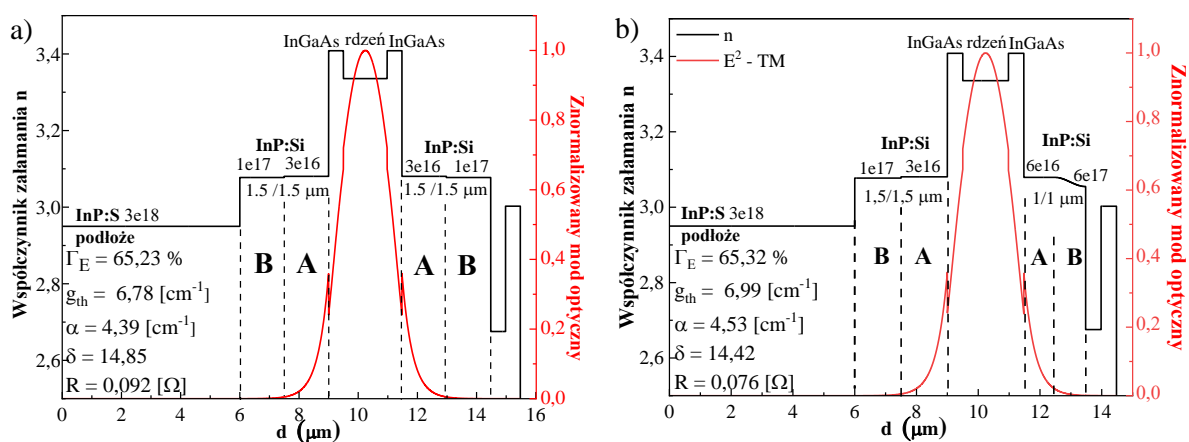 a)
Współczynnik załamania n
3,4
3,2
3,0
2,8
2,6
0 2 4 6 8 10 12 14 16
d (μm)
Znormalizowany mod optyczny
1,0
0,8
0,6
0,4
0,2
0,0
InGaAs rdzeń InGaAs
InP:Si
1e17 3e16
1.5 /1.5 μm
InP:Si
3e16 1e17
1.5/1.5 μm
InP:S 3e18
podłoże
B A A B
Γ_E = 65,23 %
g_th = 6,78 [cm⁻¹]
α = 4,39 [cm⁻¹]
δ = 14,85
R = 0,092 [Ω]
b)
Współczynnik załamania n
3,4
3,2
3,0
2,8
2,6
0 2 4 6 8 10 12 14
d (μm)
Znormalizowany mod optyczny
1,0
0,8
0,6
0,4
0,2
0,0
n
E² - TM
InGaAs rdzeń InGaAs
InP:Si
1e17 3e16
1,5/1,5 μm
InP:Si
6e16 6e17
1/1 μm
InP:S 3e18
podłoże
B A A B
Γ_E = 65,32 %
g_th = 6,99 [cm⁻¹]
α = 4,53 [cm⁻¹]
δ = 14,42
R = 0,076 [Ω]